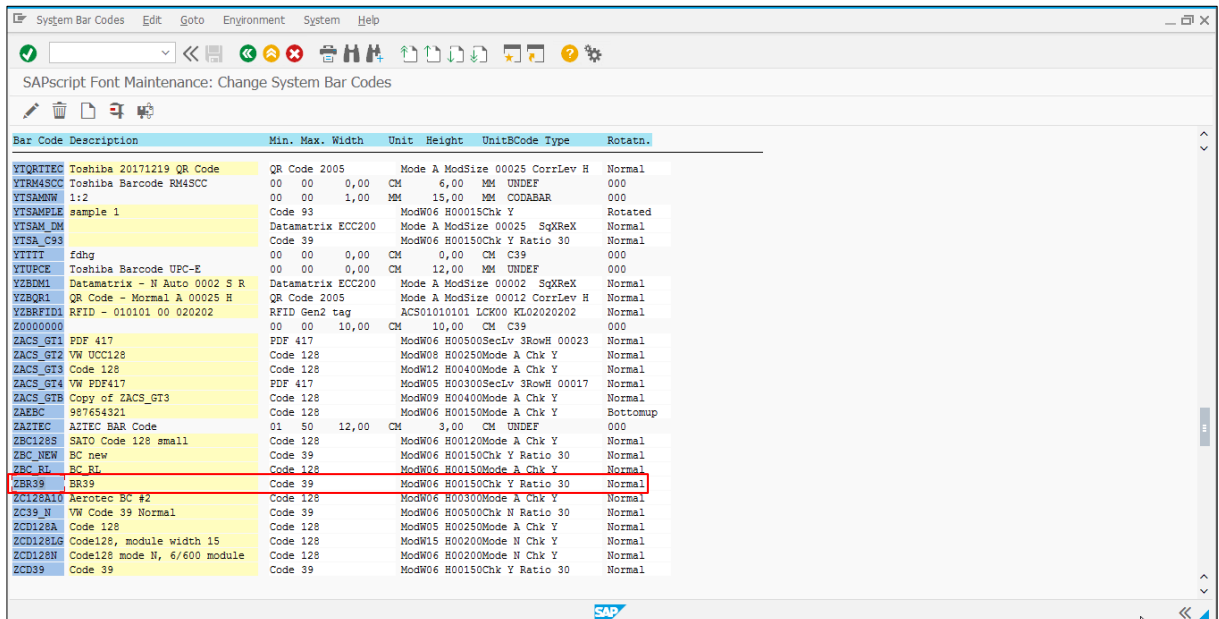 System Bar Codes Edit Goto Environment System Help
SAPscript Font Maintenance: Change System Bar Codes
Bar Code Description Min. Max. Width Unit Height UnitBCode Type Rotatn.
YTQRTTEC Toshiba 20171219 QR Code QR Code 2005 Mode A ModSize 00025 CorrLev H Normal
YTRM4SCC Toshiba Barcode RM4SCC 00 00 0,00 CM 6,00 MM UNDEF 000
YTSAMNW 1:2 00 00 1,00 MM 15,00 MM CODABAR 000
YTSAMPLE sample 1 Code 93 ModW06 H00015Chk Y Rotated
YTSAM_DM Datamatrix ECC200 Mode A ModSize 00025 SqXReX Normal
YTSA_C93 Code 39 ModW06 H00150Chk Y Ratio 30 Normal
YTTTT fdhg 00 00 0,00 CM 0,00 CM C39 000
YTUPCE Toshiba Barcode UPC-E 00 00 0,00 CM 12,00 MM UNDEF 000
YZBDM1 Datamatrix - N Auto 0002 S R Datamatrix ECC200 Mode A ModSize 00002 SqXReX Normal
YZBQR1 QR Code - Mormal A 00025 H QR Code 2005 Mode A ModSize 00012 CorrLev H Normal
YZBRFID1 RFID - 010101 00 020202 RFID Gen2 tag ACS01010101 LCK00 KL02020202 Normal
Z0000000 00 00 10,00 CM 10,00 CM C39 000
ZACS_GT1 PDF 417 PDF 417 ModW06 H00500SecLv 3RowH 00023 Normal
ZACS_GT2 VW UCC128 Code 128 ModW08 H00250Mode A Chk Y Normal
ZACS_GT3 Code 128 Code 128 ModW12 H00400Mode A Chk Y Normal
ZACS_GT4 VW PDF417 PDF 417 ModW05 H00300SecLv 3RowH 00017 Normal
ZACS_GTB Copy of ZACS_GT3 Code 128 ModW09 H00400Mode A Chk Y Normal
ZAEBC 987654321 Code 128 ModW06 H00150Mode A Chk Y Bottomup
ZAZTEC AZTEC BAR Code 01 50 12,00 CM 3,00 CM UNDEF 000
ZBC128S SATO Code 128 small Code 128 ModW06 H00120Mode A Chk Y Normal
ZBC_NEW BC new Code 39 ModW06 H00150Chk Y Ratio 30 Normal
ZBC_RL BC_RL Code 128 ModW06 H00150Mode A Chk Y Normal
ZBR39 BR39 Code 39 ModW06 H00150Chk Y Ratio 30 Normal
ZC128A10 Aerotec BC #2 Code 128 ModW06 H00300Mode A Chk Y Normal
ZC39_N VW Code 39 Normal Code 39 ModW06 H00500Chk N Ratio 30 Normal
ZCD128A Code 128 Code 128 ModW05 H00250Mode A Chk Y Normal
ZCD128LG Code128, module width 15 Code 128 ModW15 H00200Mode N Chk Y Normal
ZCD128N Code128 mode N, 6/600 module Code 128 ModW06 H00200Mode N Chk Y Normal
ZCD39 Code 39 Code 39 ModW06 H00150Chk Y Ratio 30 Normal
SAP